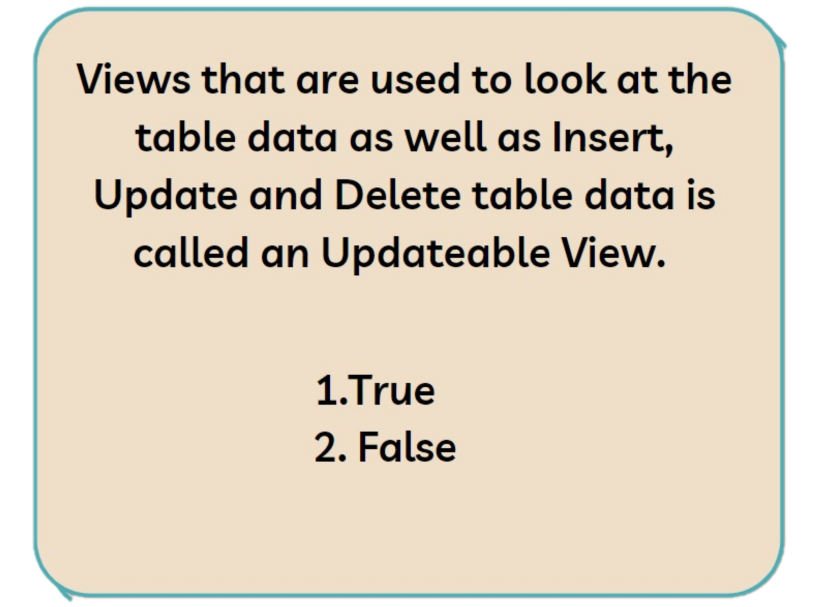 Views that are used to look at the
table data as well as Insert,
Update and Delete table data is
called an Updateable View.
1.True
2. False